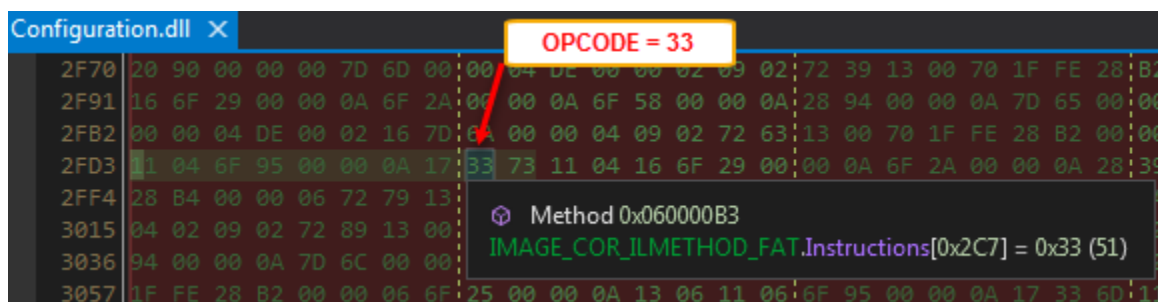 Configuration.dll ×
OPCODE = 33
2F70 20 90 00 00 00 7D 6D 00 00 04 DE 00 00 02 09 02 72 39 13 00 70 1F FE 28 B2
2F91 16 6F 29 00 00 0A 6F 2A 00 00 0A 6F 58 00 00 0A 28 94 00 00 0A 7D 65 00 00
2FB2 00 00 04 DE 00 02 16 7D 6A 00 00 04 09 02 72 63 13 00 70 1F FE 28 B2 00 00
2FD3 11 04 6F 95 00 00 0A 17 33 73 11 04 16 6F 29 00 00 0A 6F 2A 00 00 0A 28 39
2FF4 28 B4 00 00 06 72 79 13
Method 0x060000B3
3015 04 02 09 02 72 89 13 00
IMAGE_COR_ILMETHOD_FAT.Instructions[0x2C7] = 0x33 (51)
3036 94 00 00 0A 7D 6C 00 00
3057 1F FE 28 B2 00 00 06 6F 25 00 00 0A 13 06 11 06 6F 95 00 00 0A 17 33 6D 11